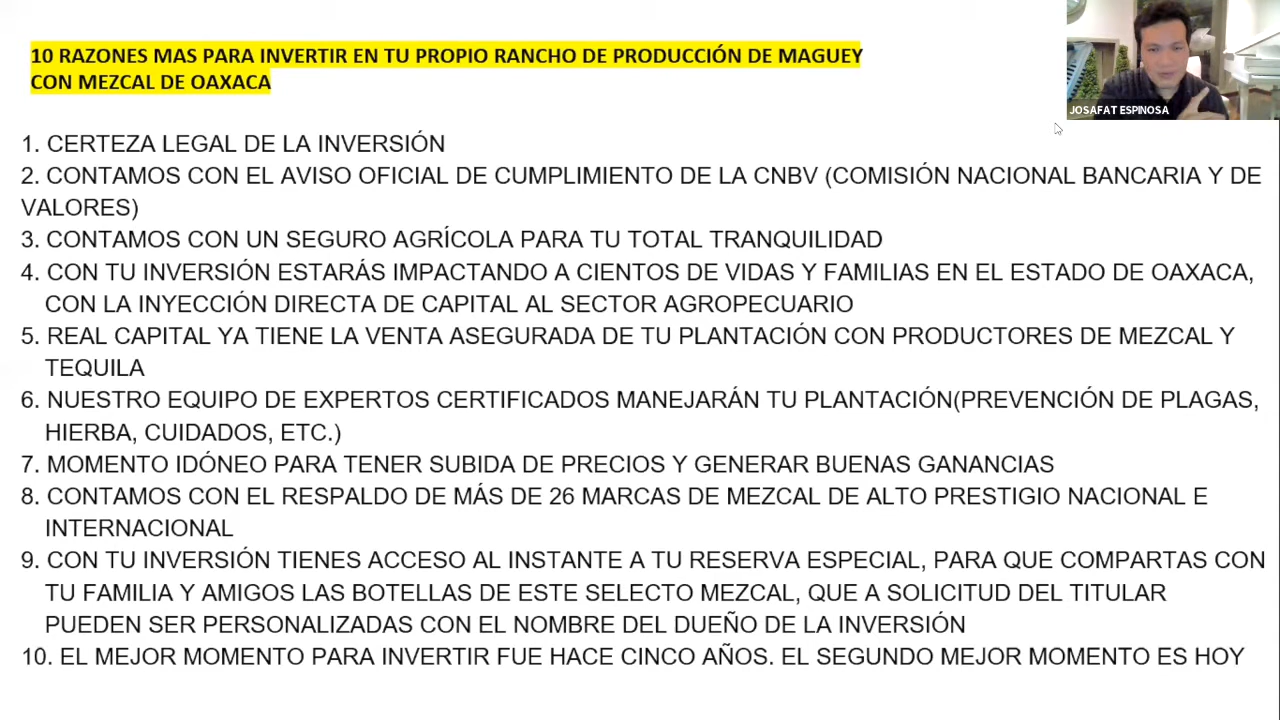 10 RAZONES MAS PARA INVERTIR EN TU PROPIO RANCHO DE PRODUCCIÓN DE MAGUEY
CON MEZCAL DE OAXACA
JOSAFAT ESPINOSA
1. CERTEZA LEGAL DE LA INVERSIÓN
2. CONTAMOS CON EL AVISO OFICIAL DE CUMPLIMIENTO DE LA CNBV (COMISIÓN NACIONAL BANCARIA Y DE
VALORES)
3. CONTAMOS CON UN SEGURO AGRÍCOLA PARA TU TOTAL TRANQUILIDAD
4. CON TU INVERSIÓN ESTARÁS IMPACTANDO A CIENTOS DE VIDAS Y FAMILIAS EN EL ESTADO DE OAXACA,
CON LA INYECCIÓN DIRECTA DE CAPITAL AL SECTOR AGROPECUARIO
5. REAL CAPITAL YA TIENE LA VENTA ASEGURADA DE TU PLANTACIÓN CON PRODUCTORES DE MEZCAL Y
TEQUILA
6. NUESTRO EQUIPO DE EXPERTOS CERTIFICADOS MANEJARÁN TU PLANTACIÓN(PREVENCIÓN DE PLAGAS,
HIERBA, CUIDADOS, ETC.)
7. MOMENTO IDÓNEO PARA TENER SUBIDA DE PRECIOS Y GENERAR BUENAS GANANCIAS
8. CONTAMOS CON EL RESPALDO DE MÁS DE 26 MARCAS DE MEZCAL DE ALTO PRESTIGIO NACIONAL E
INTERNACIONAL
9. CON TU INVERSIÓN TIENES ACCESO AL INSTANTE A TU RESERVA ESPECIAL, PARA QUE COMPARTAS CON
TU FAMILIA Y AMIGOS LAS BOTELLAS DE ESTE SELECTO MEZCAL, QUE A SOLICITUD DEL TITULAR
PUEDEN SER PERSONALIZADAS CON EL NOMBRE DEL DUEÑO DE LA INVERSIÓN
10. EL MEJOR MOMENTO PARA INVERTIR FUE HACE CINCO AÑOS. EL SEGUNDO MEJOR MOMENTO ES HOY